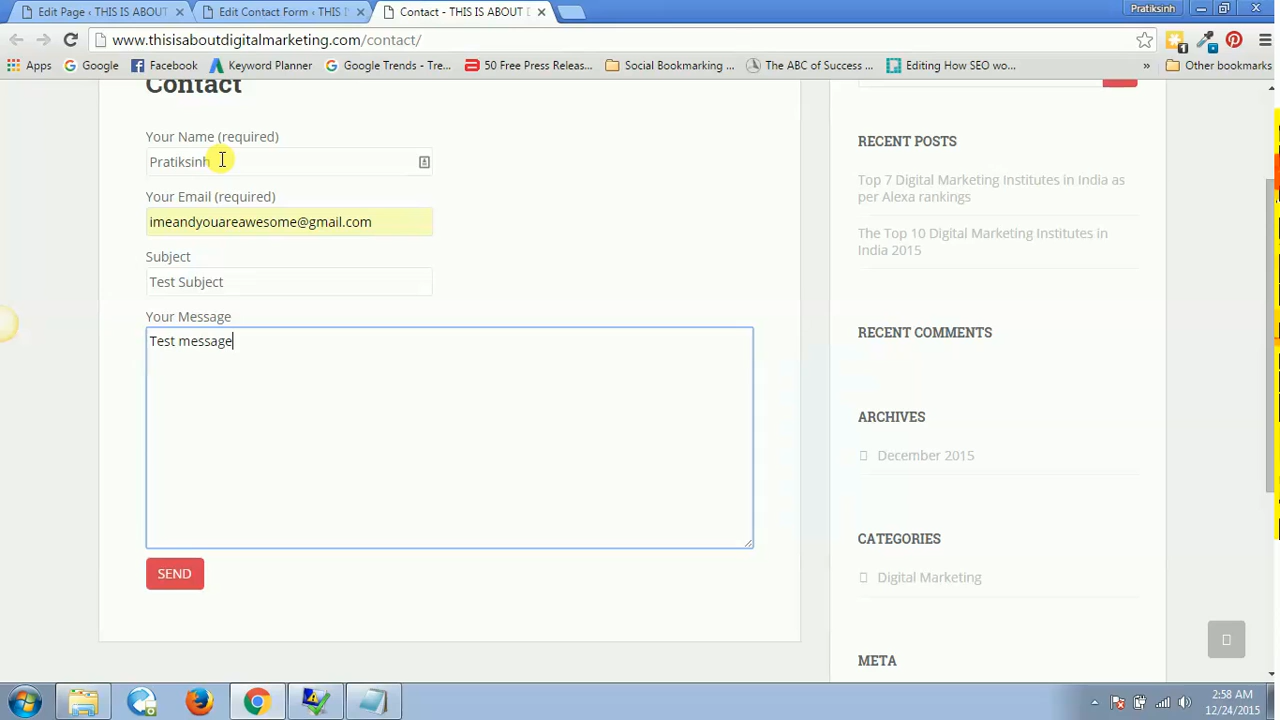 Edit Page ‹ THIS IS ABOUT
Edit Contact Form ‹ THIS I
Contact - THIS IS ABOUT
Pratiksinh
www.thisisaboutdigitalmarketing.com/contact/
Apps
Google
Facebook
Keyword Planner
Google Trends - Tre...
50 Free Press Releas...
Social Bookmarking ...
The ABC of Success ...
Editing How SEO wo...
»
Other bookmarks
Contact
Your Name (required)
Pratiksinh
Your Email (required)
imeandyouareawesome@gmail.com
Subject
Test Subject
Your Message
Test message
SEND
RECENT POSTS
Top 7 Digital Marketing Institutes in India as
per Alexa rankings
The Top 10 Digital Marketing Institutes in
India 2015
RECENT COMMENTS
ARCHIVES
December 2015
CATEGORIES
Digital Marketing
META
2:58 AM
12/24/2015